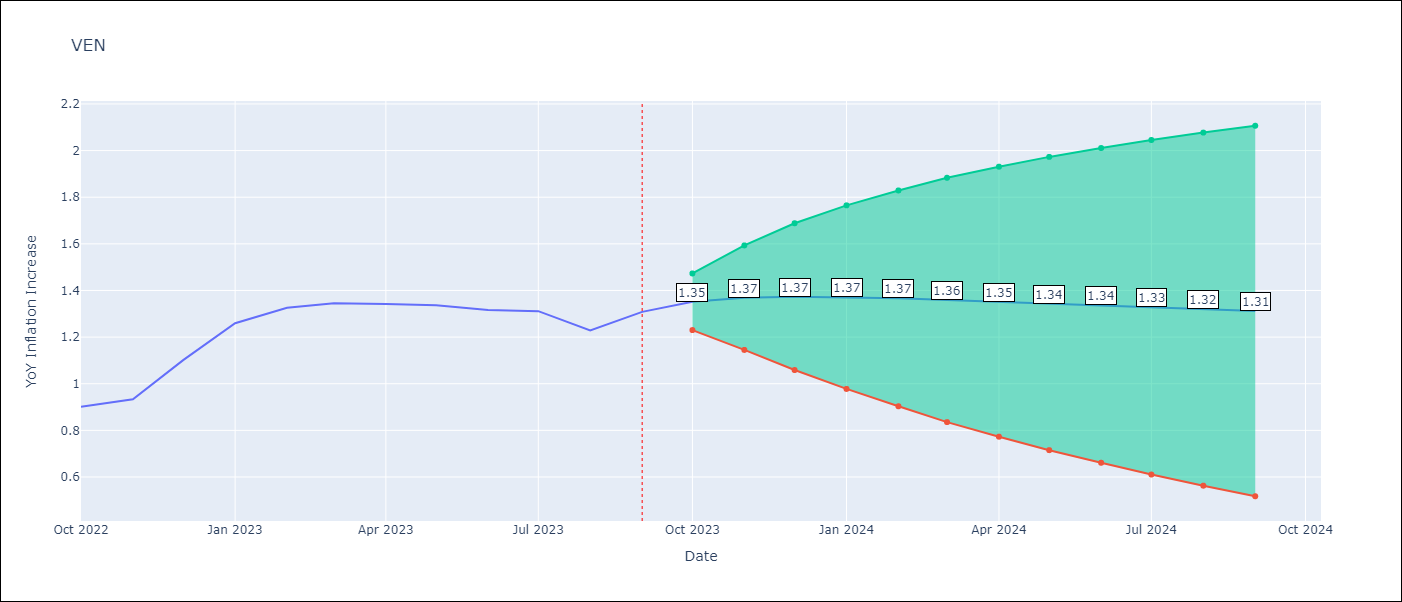 VEN
YoY Inflation Increase
2.2
2
1.8
1.6
1.4
1.2
1
0.8
0.6
1.35
1.37
1.37
1.37
1.37
1.36
1.35
1.34
1.34
1.33
1.32
1.31
Oct 2022
Jan 2023
Apr 2023
Jul 2023
Oct 2023
Jan 2024
Apr 2024
Jul 2024
Oct 2024
Date